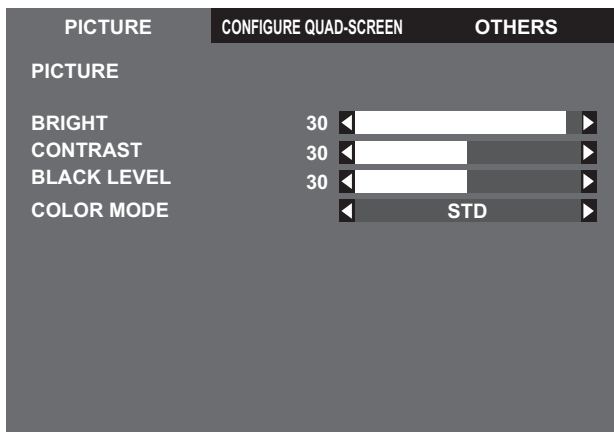 PICTURE CONFIGURE QUAD-SCREEN OTHERS
PICTURE
BRIGHT 30
CONTRAST 30
BLACK LEVEL 30
COLOR MODE STD